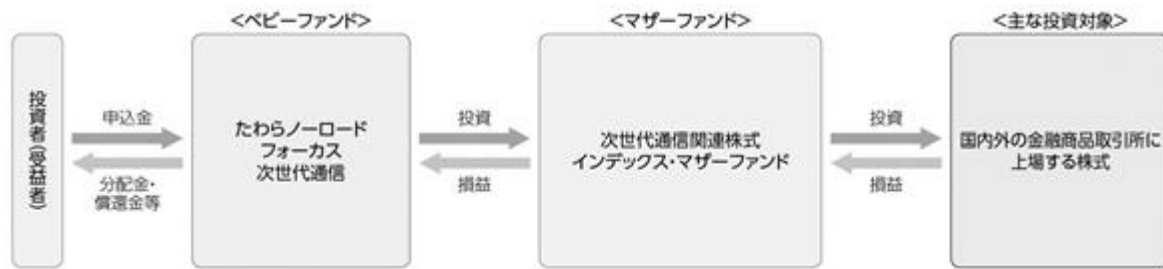 <ベビーファンド>
<マザーファンド>
<主な投資対象>
投資者(受益者)
申込金
分配金・
償還金等
たわらノーロード
フォーカス
次世代通信
投資
損益
次世代通信関連株式
インデックス・マザーファンド
投資
損益
国内外の金融商品取引所に
上場する株式